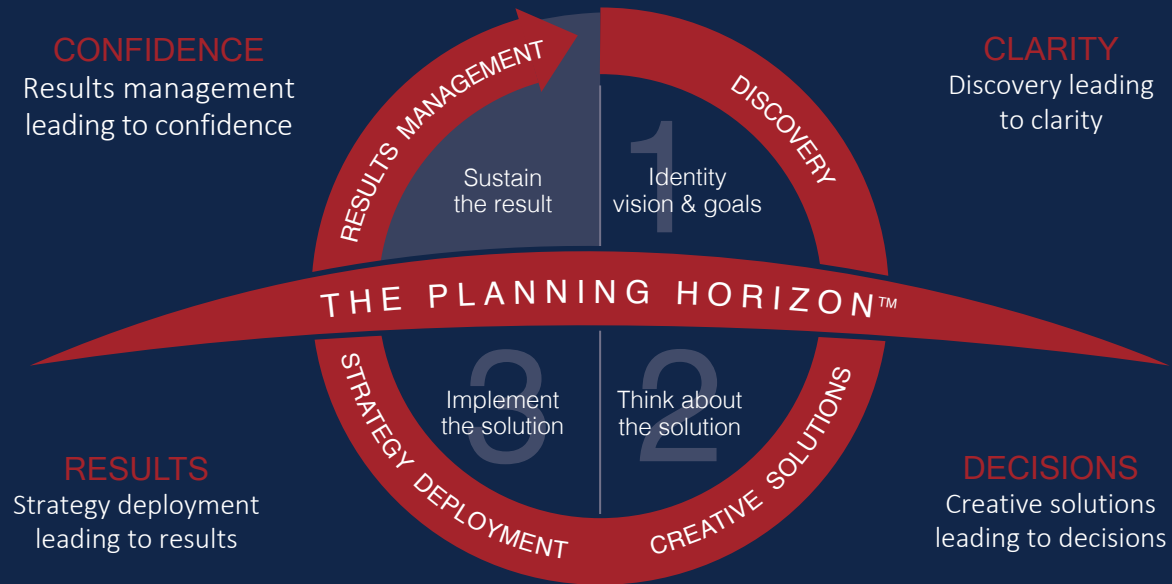 CONFIDENCE
Results management
leading to confidence
CLARITY
Discovery leading
to clarity
RESULTS MANAGEMENT
DISCOVERY
Sustain
the result
1
Identity
vision & goals
THE PLANNING HORIZON™
3
Implement
the solution
2
Think about
the solution
STRATEGY DEPLOYMENT
CREATIVE SOLUTIONS
RESULTS
Strategy deployment
leading to results
DECISIONS
Creative solutions
leading to decisions